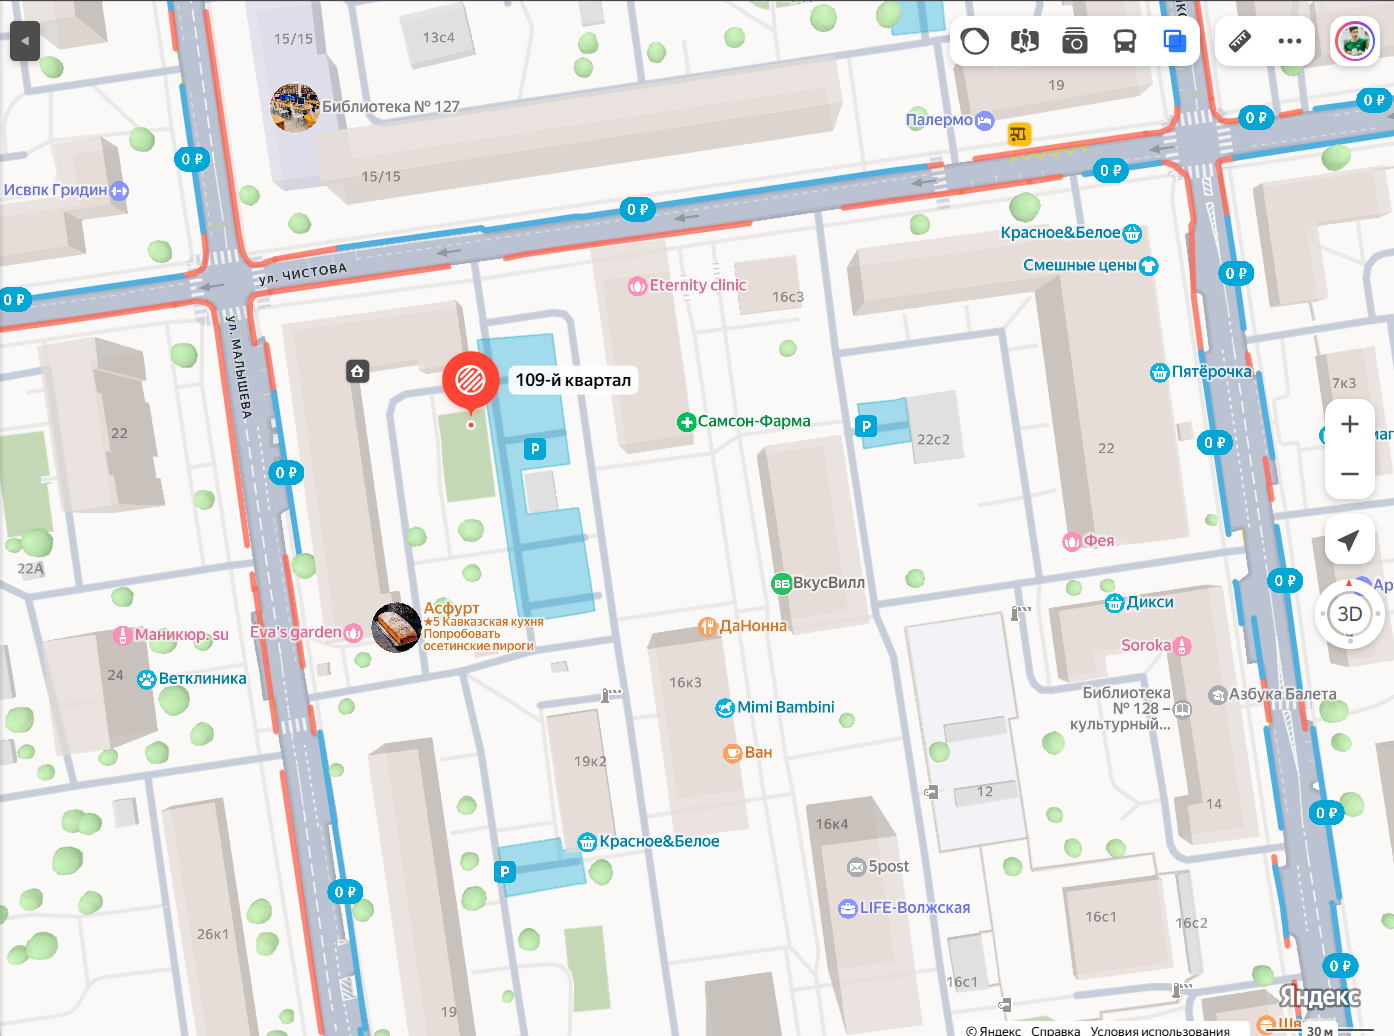 15/15
13с4
Библиотека № 127
19
Палермо
0 ₽
0 ₽
0 ₽
0 ₽
15/15
Исвпк Гридин
0 ₽
Красное&Белое
Смешные цены
0 ₽
ул. ЧИСТОВА
Eternity clinic
16с3
0 ₽
ул. МАЛЫШЕВА
109-й квартал
Пятёрочка
7к3
22
Самсон-Фарма
P
22с2
22
0 ₽
P
0 ₽
Фея
22А
ВВ
ВкусВилл
0 ₽
3D
Дикси
Асфурт
★5 Кавказская кухня
Попробовать
осетинские пироги
Маникюр.su
Eva's garden
ДаНонна
Soroka
24
Ветклиника
16к3
Mimi Bambini
Библиотека
№ 128 –
культурный...
Азбука Балета
Ван
19к2
12
14
0 ₽
16к4
Красное&Белое
P
5post
0 ₽
LIFE-Волжская
26к1
16с1
16с2
0 ₽
16с1
19
Яндекс
© Яндекс Справка Условия использования
30 м